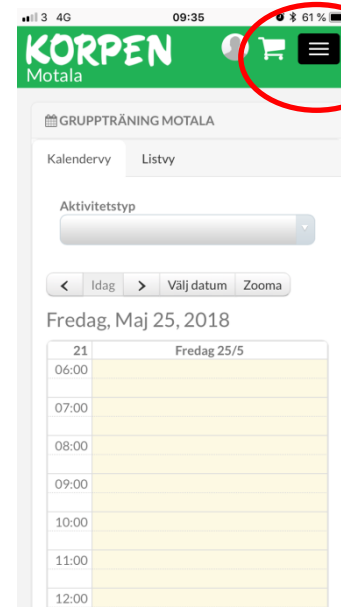 3 4G 09:35 61 %
KORPEN
Motala
GRUPPTRÄNING MOTALA
Kalendervy Listvy
Aktivitetstyp
Idag Välj datum Zooma
Fredag, Maj 25, 2018
21 Fredag 25/5
06:00
07:00
08:00
09:00
10:00
11:00
12:00